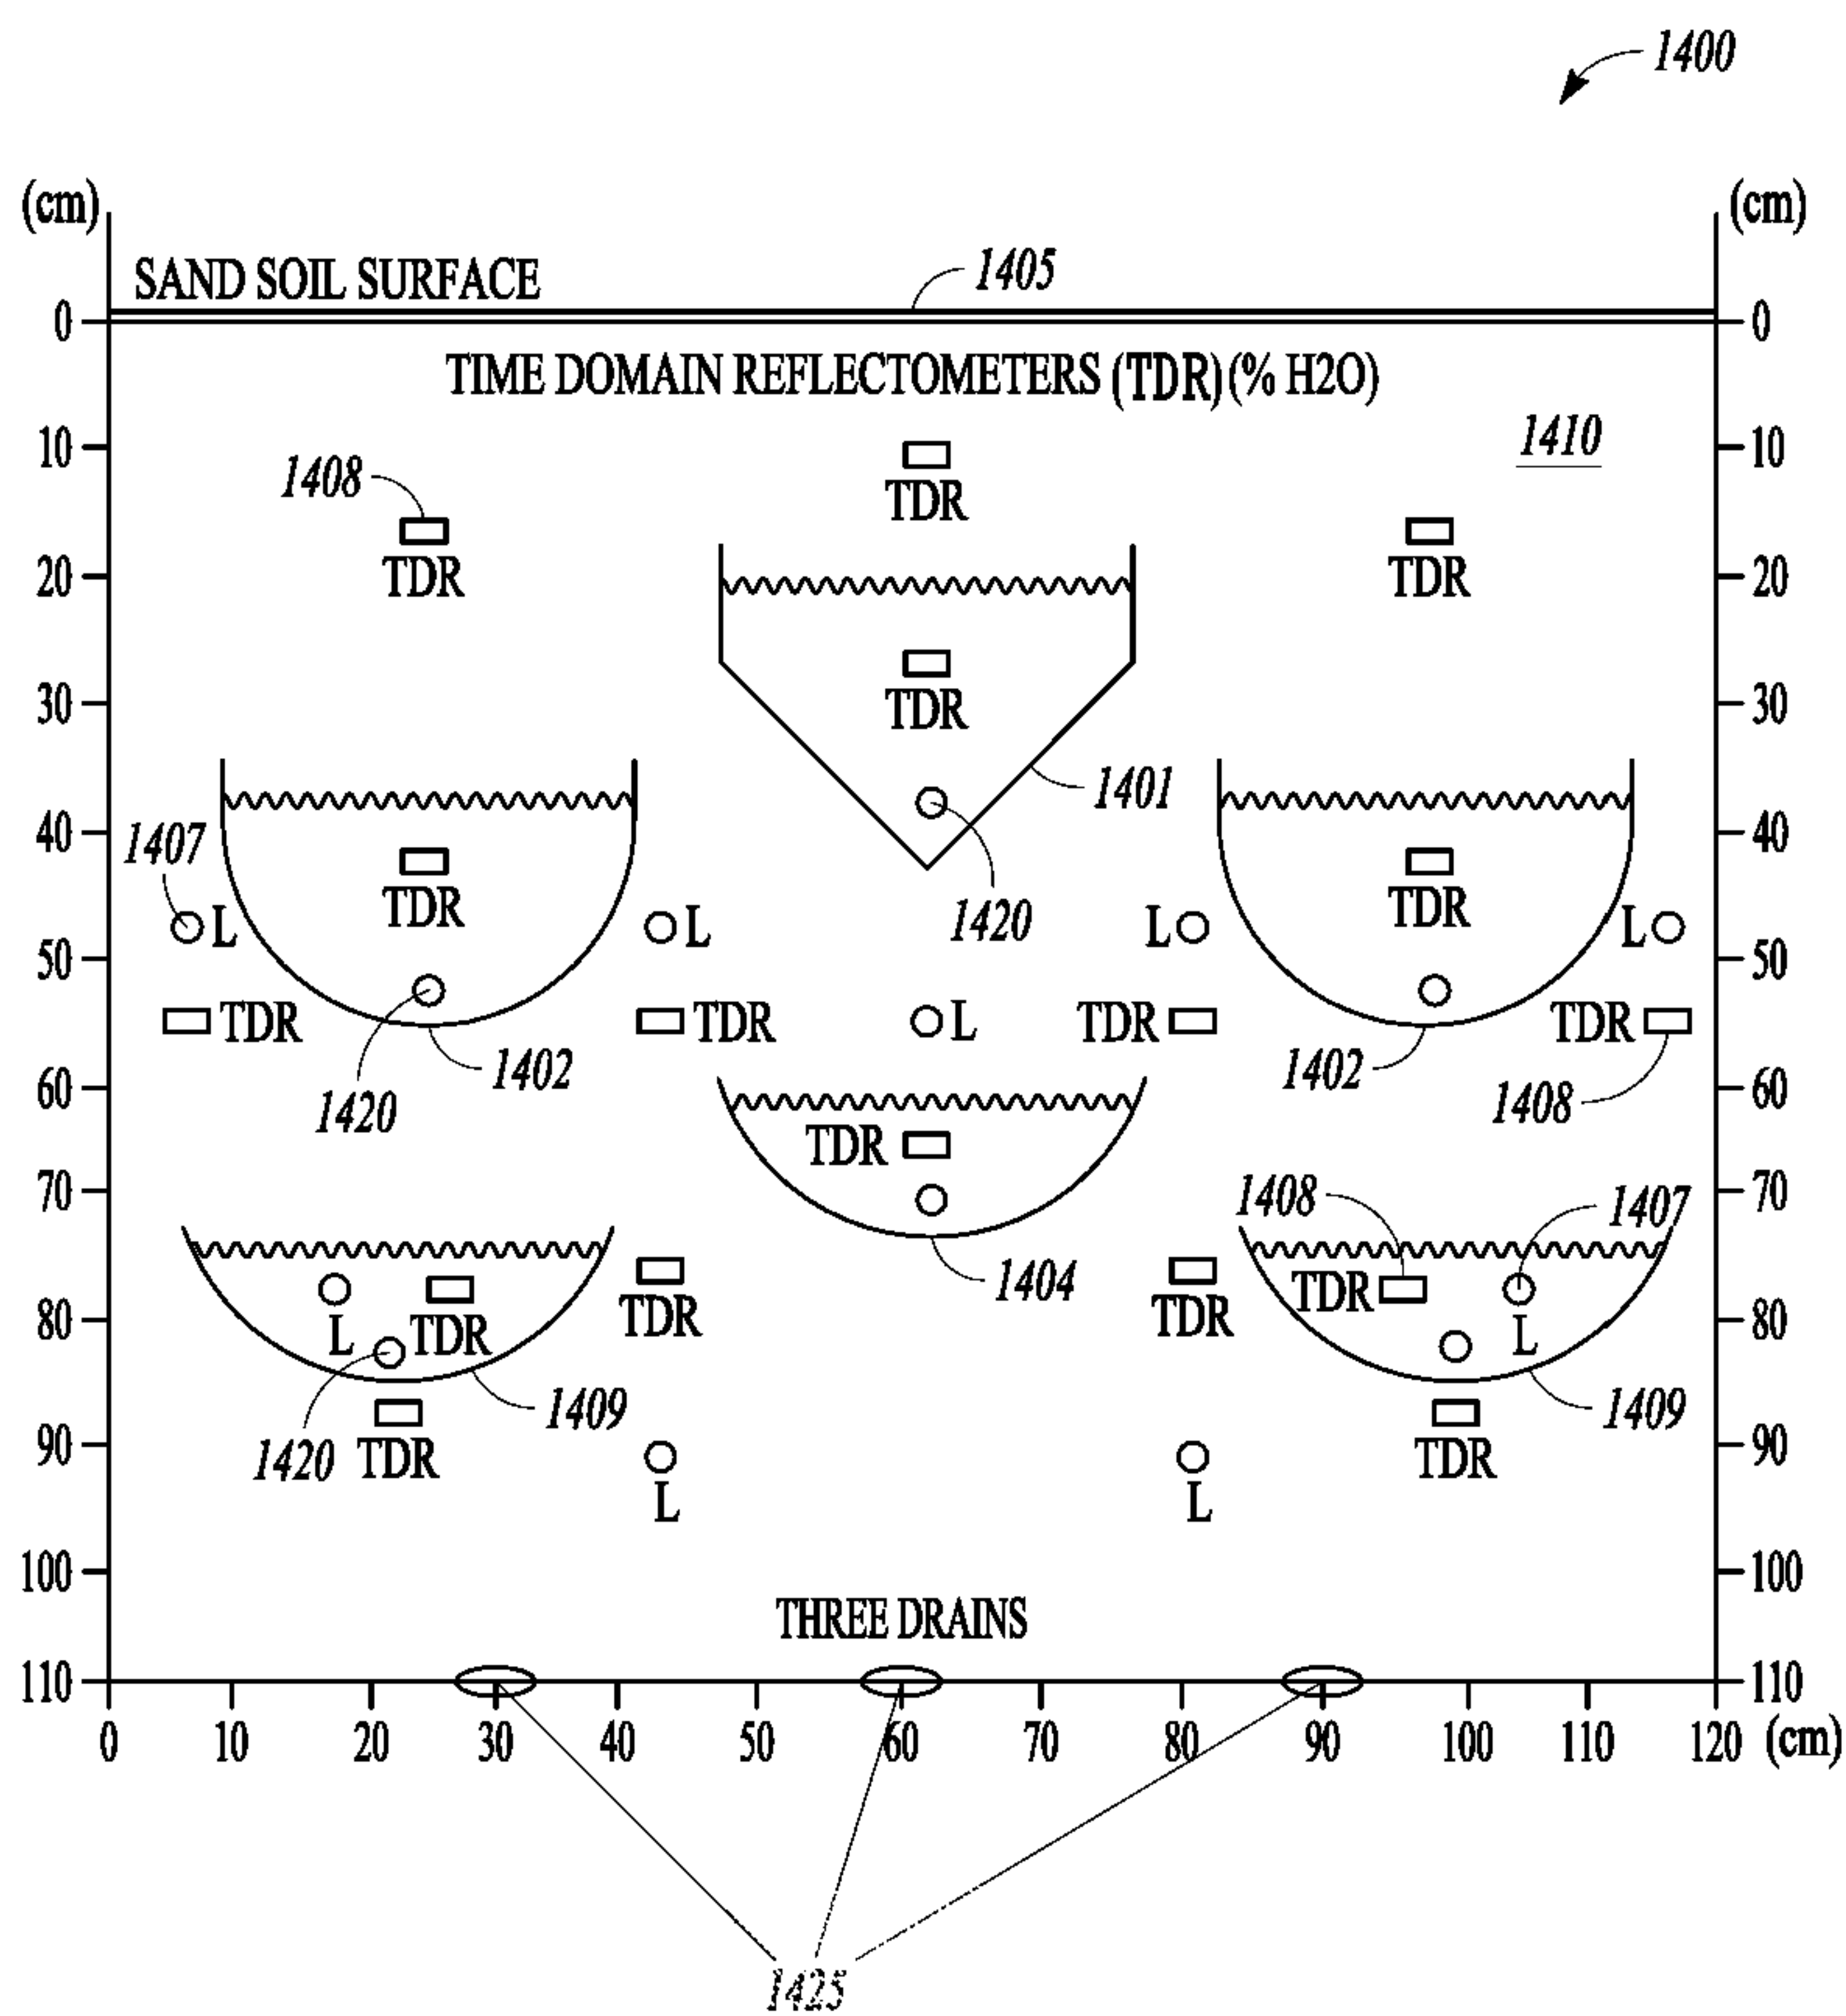 1400
(cm) (cm)
SAND SOIL SURFACE 1405
0 0
TIME DOMAIN REFLECTOMETERS (TDR) (% H2O)
10 1410 10
1408 TDR
20 TDR TDR 20
30 TDR 30
1401
40 1407 40
TDR TDR
L L 1420 L L
50 50
TDR TDR L TDR TDR
1402 1402
60 1420 1408 60
TDR
70 1408 1407 70
1404
TDR
L TDR TDR TDR L
80 80
1409 1409
90 1420 TDR TDR 90
L L
100 100
THREE DRAINS
110 110
0 10 20 30 40 50 60 70 80 90 100 110 120 (cm)
1425